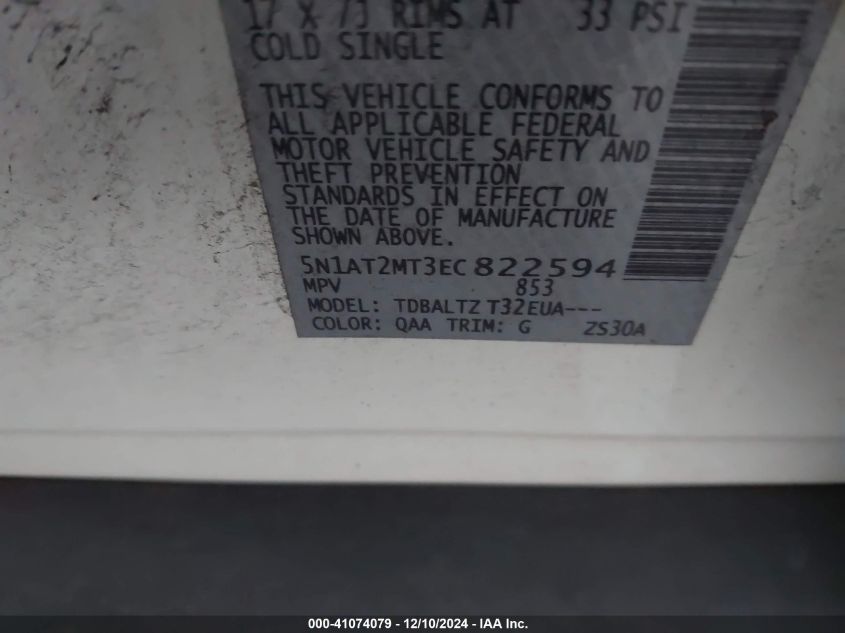 17 X 7J RIMS AT 33 PSI
COLD SINGLE
THIS VEHICLE CONFORMS TO
ALL APPLICABLE FEDERAL
MOTOR VEHICLE SAFETY AND
THEFT PREVENTION
STANDARDS IN EFFECT ON
THE DATE OF MANUFACTURE
SHOWN ABOVE.
5N1AT2MT3EC822594
MPV 853
MODEL: TDBALTZ T32EUA---
COLOR: QAA TRIM: G ZS30A
000-41074079 - 12/10/2024 - IAA Inc.